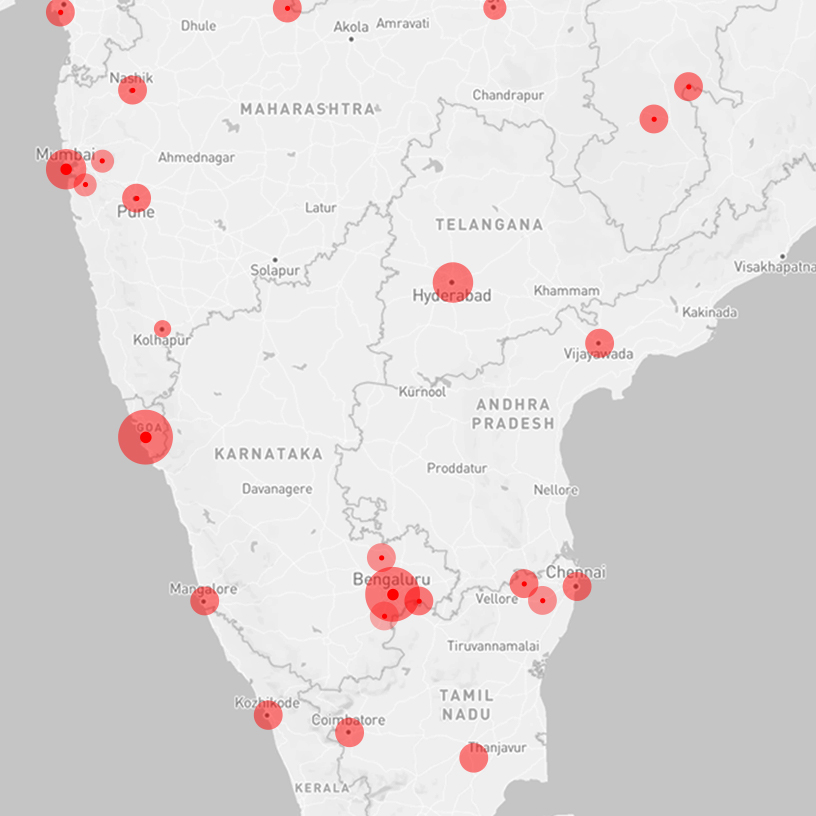 Dhule
Akola
Amravati
Nashik
Chandrapur
MAHARASHTRA
Mumbai
Ahmednagar
Latur
Pune
TELANGANA
Solapur
Visakhapatna
Hyderabad
Khammam
Kakinada
Kolhapur
Vijayawada
Kurnool
ANDHRA
PRADESH
GOA
KARNATAKA
Proddatur
Davanagere
Nellore
Bengaluru
Chennai
Mangalore
Vellore
Tiruvannamalai
TAMIL
NADU
Kozhikode
Coimbatore
Thanjavur
KERALA